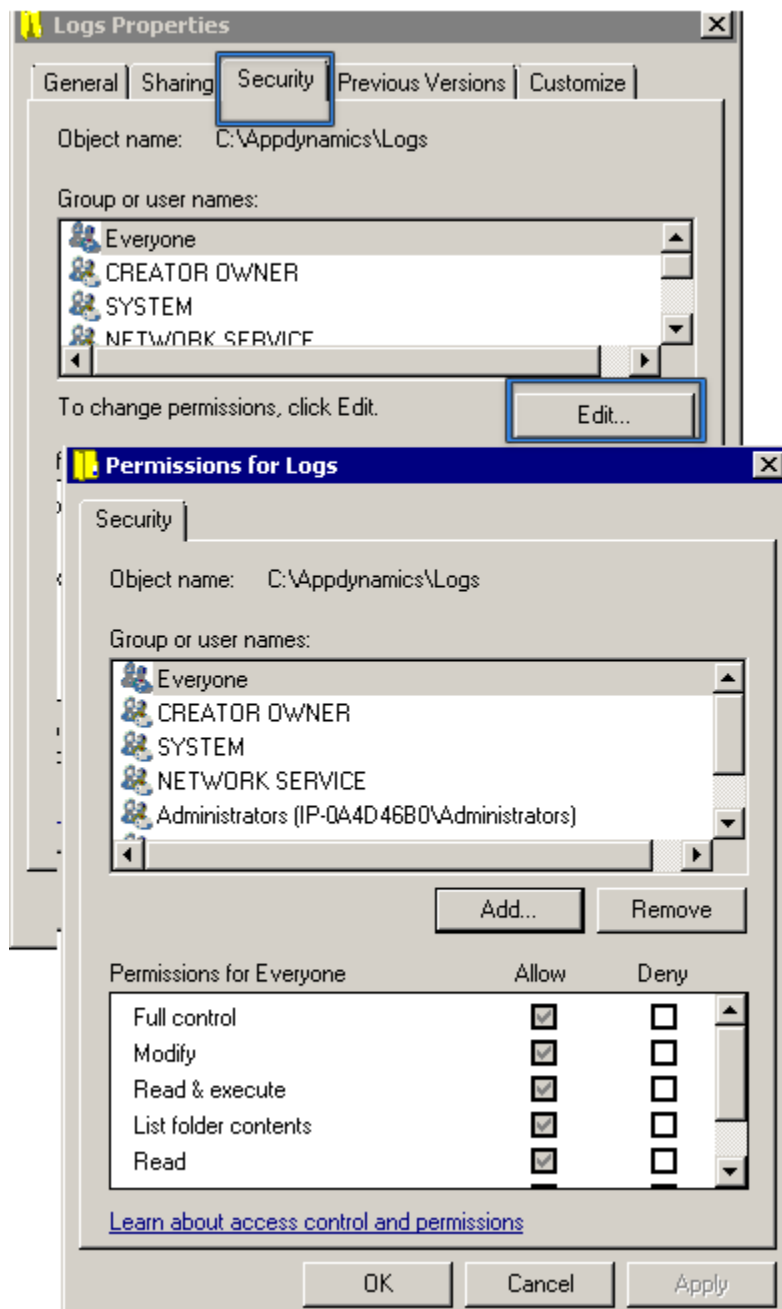 Logs Properties
General Sharing Security Previous Versions Customize
Object name: C:\Appdynamics\Logs
Group or user names:
Everyone
CREATOR OWNER
SYSTEM
NETWORK SERVICE
To change permissions, click Edit.
Edit...
Permissions for Logs
Security
Object name: C:\Appdynamics\Logs
Group or user names:
Everyone
CREATOR OWNER
SYSTEM
NETWORK SERVICE
Administrators (IP-0A4D46B0\Administrators)
Add... Remove
Permissions for Everyone Allow Deny
Full control
Modify
Read & execute
List folder contents
Read
Learn about access control and permissions
OK Cancel Apply